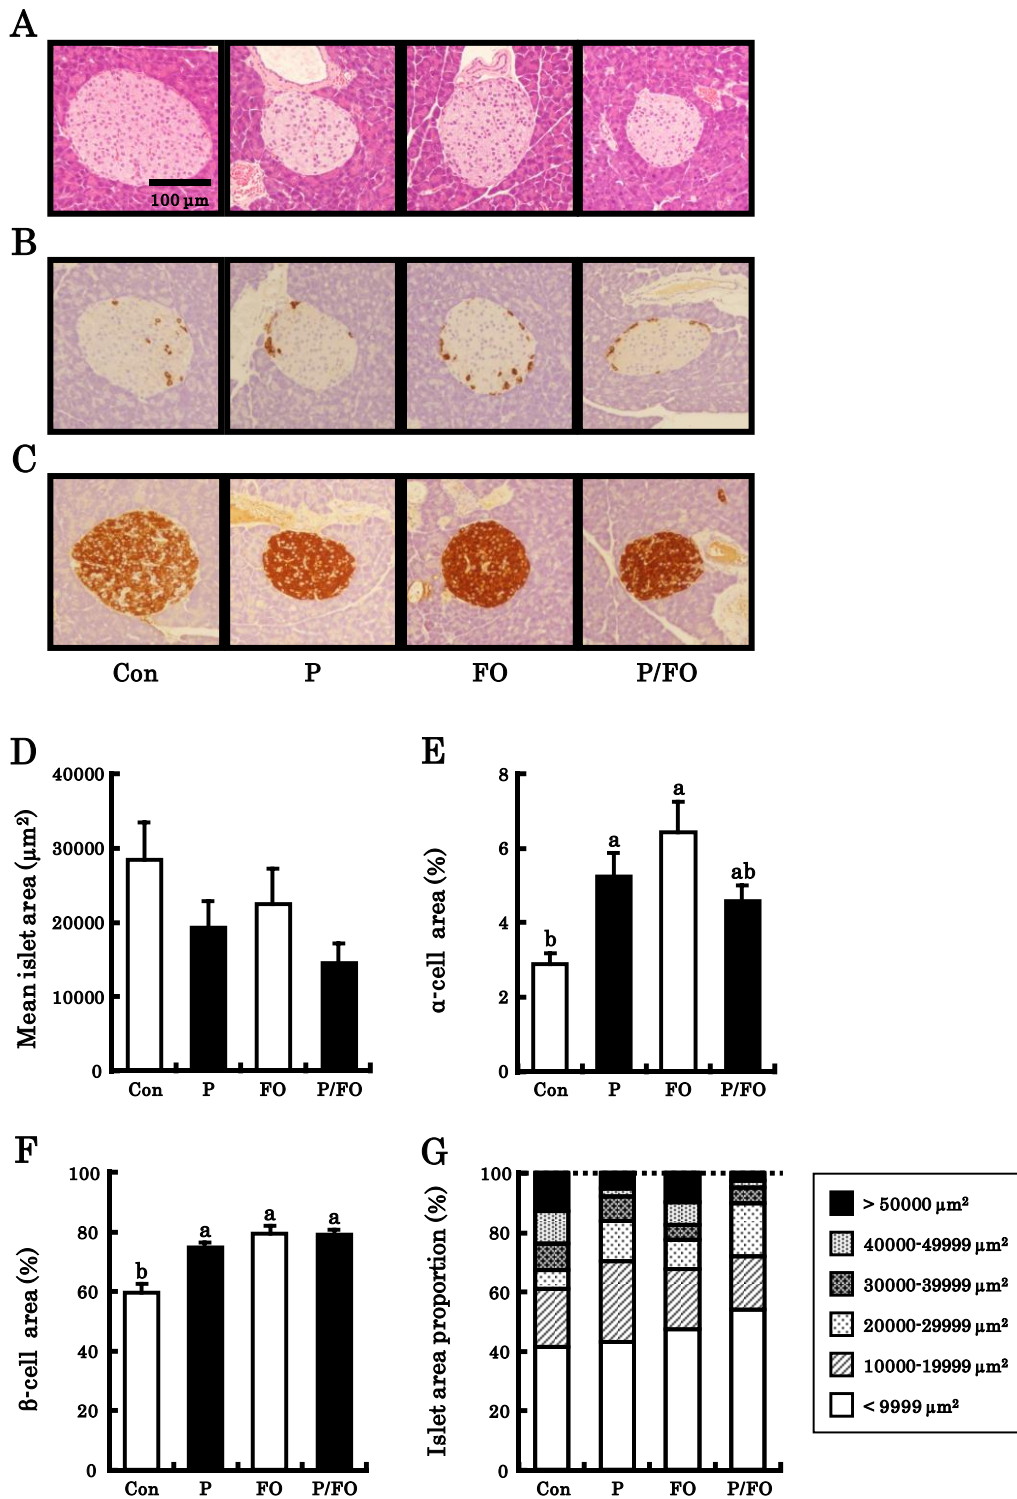 A
100 μm
B
C
Con P FO P/FO
D
Mean islet area (μm²)
40000
30000
20000
10000
0
Con P FO P/FO
E
α-cell area (%)
8
6
4
2
0
b a a ab
Con P FO P/FO
F
β-cell area (%)
100
80
60
40
20
0
b a a a
Con P FO P/FO
G
Islet area proportion (%)
100
80
60
40
20
0
Con P FO P/FO
> 50000 μm²
40000-49999 μm²
30000-39999 μm²
20000-29999 μm²
10000-19999 μm²
< 9999 μm²